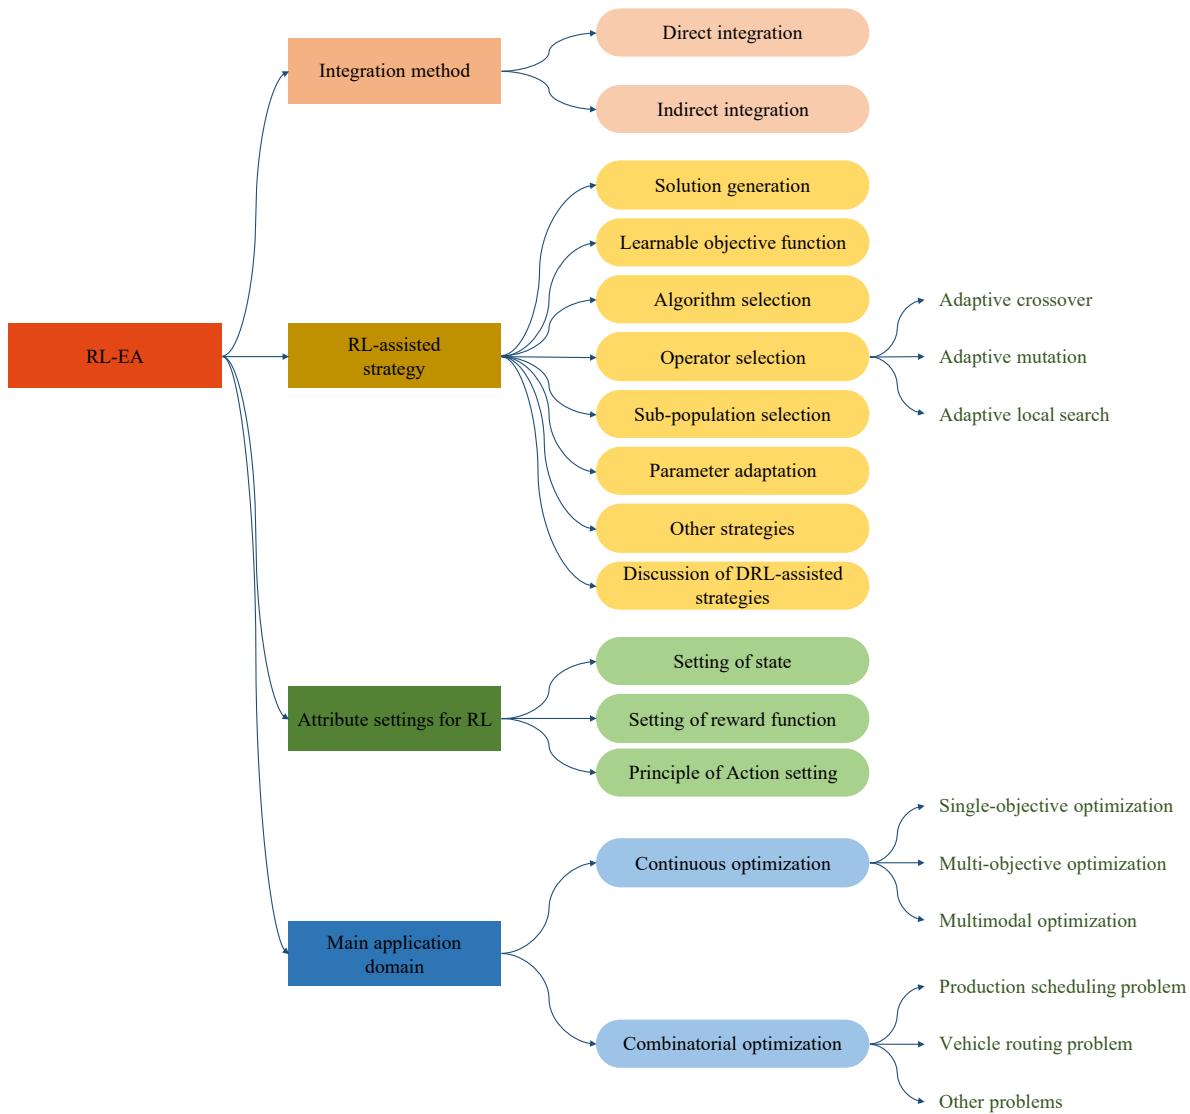 RL-EA
Integration method
Direct integration
Indirect integration
RL-assisted
strategy
Solution generation
Learnable objective function
Algorithm selection
Operator selection
Adaptive crossover
Adaptive mutation
Adaptive local search
Sub-population selection
Parameter adaptation
Other strategies
Discussion of DRL-assisted
strategies
Attribute settings for RL
Setting of state
Setting of reward function
Principle of Action setting
Main application
domain
Continuous optimization
Single-objective optimization
Multi-objective optimization
Multimodal optimization
Combinatorial optimization
Production scheduling problem
Vehicle routing problem
Other problems